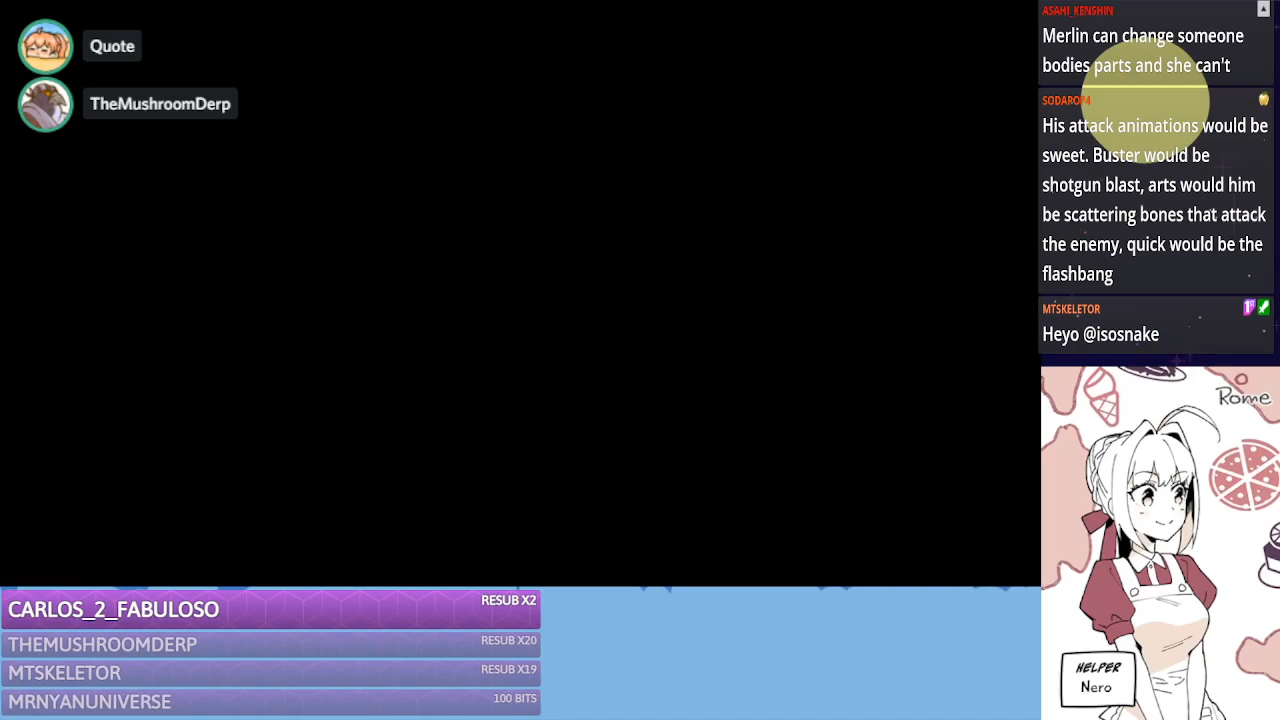 Quote
TheMushroomDerp
ASAHI_KENSHIN
Merlin can change someone
bodies parts and she can't
SODAROP4
His attack animations would be
sweet. Buster would be
shotgun blast, arts would him
be scattering bones that attack
the enemy, quick would be the
flashbang
MTSKELETOR
1ST
Heyo @isosnake
Rome
HELPER
Nero
CARLOS_2_FABULOSO
RESUB X2
THEMUSHROOMDERP
RESUB X20
MTSKELETOR
RESUB X19
MRNYANUNIVERSE
100 BITS